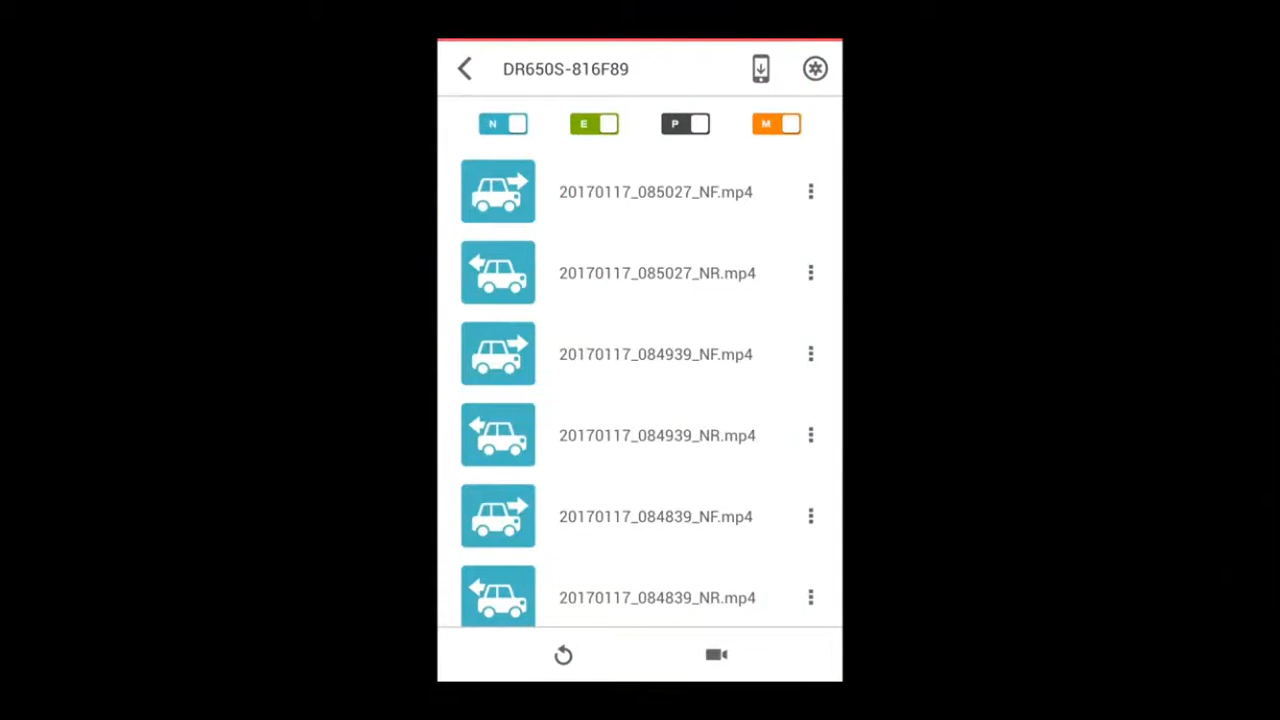 DR650S-816F89
N E P M
20170117_085027_NF.mp4
20170117_085027_NR.mp4
20170117_084939_NF.mp4
20170117_084939_NR.mp4
20170117_084839_NF.mp4
20170117_084839_NR.mp4